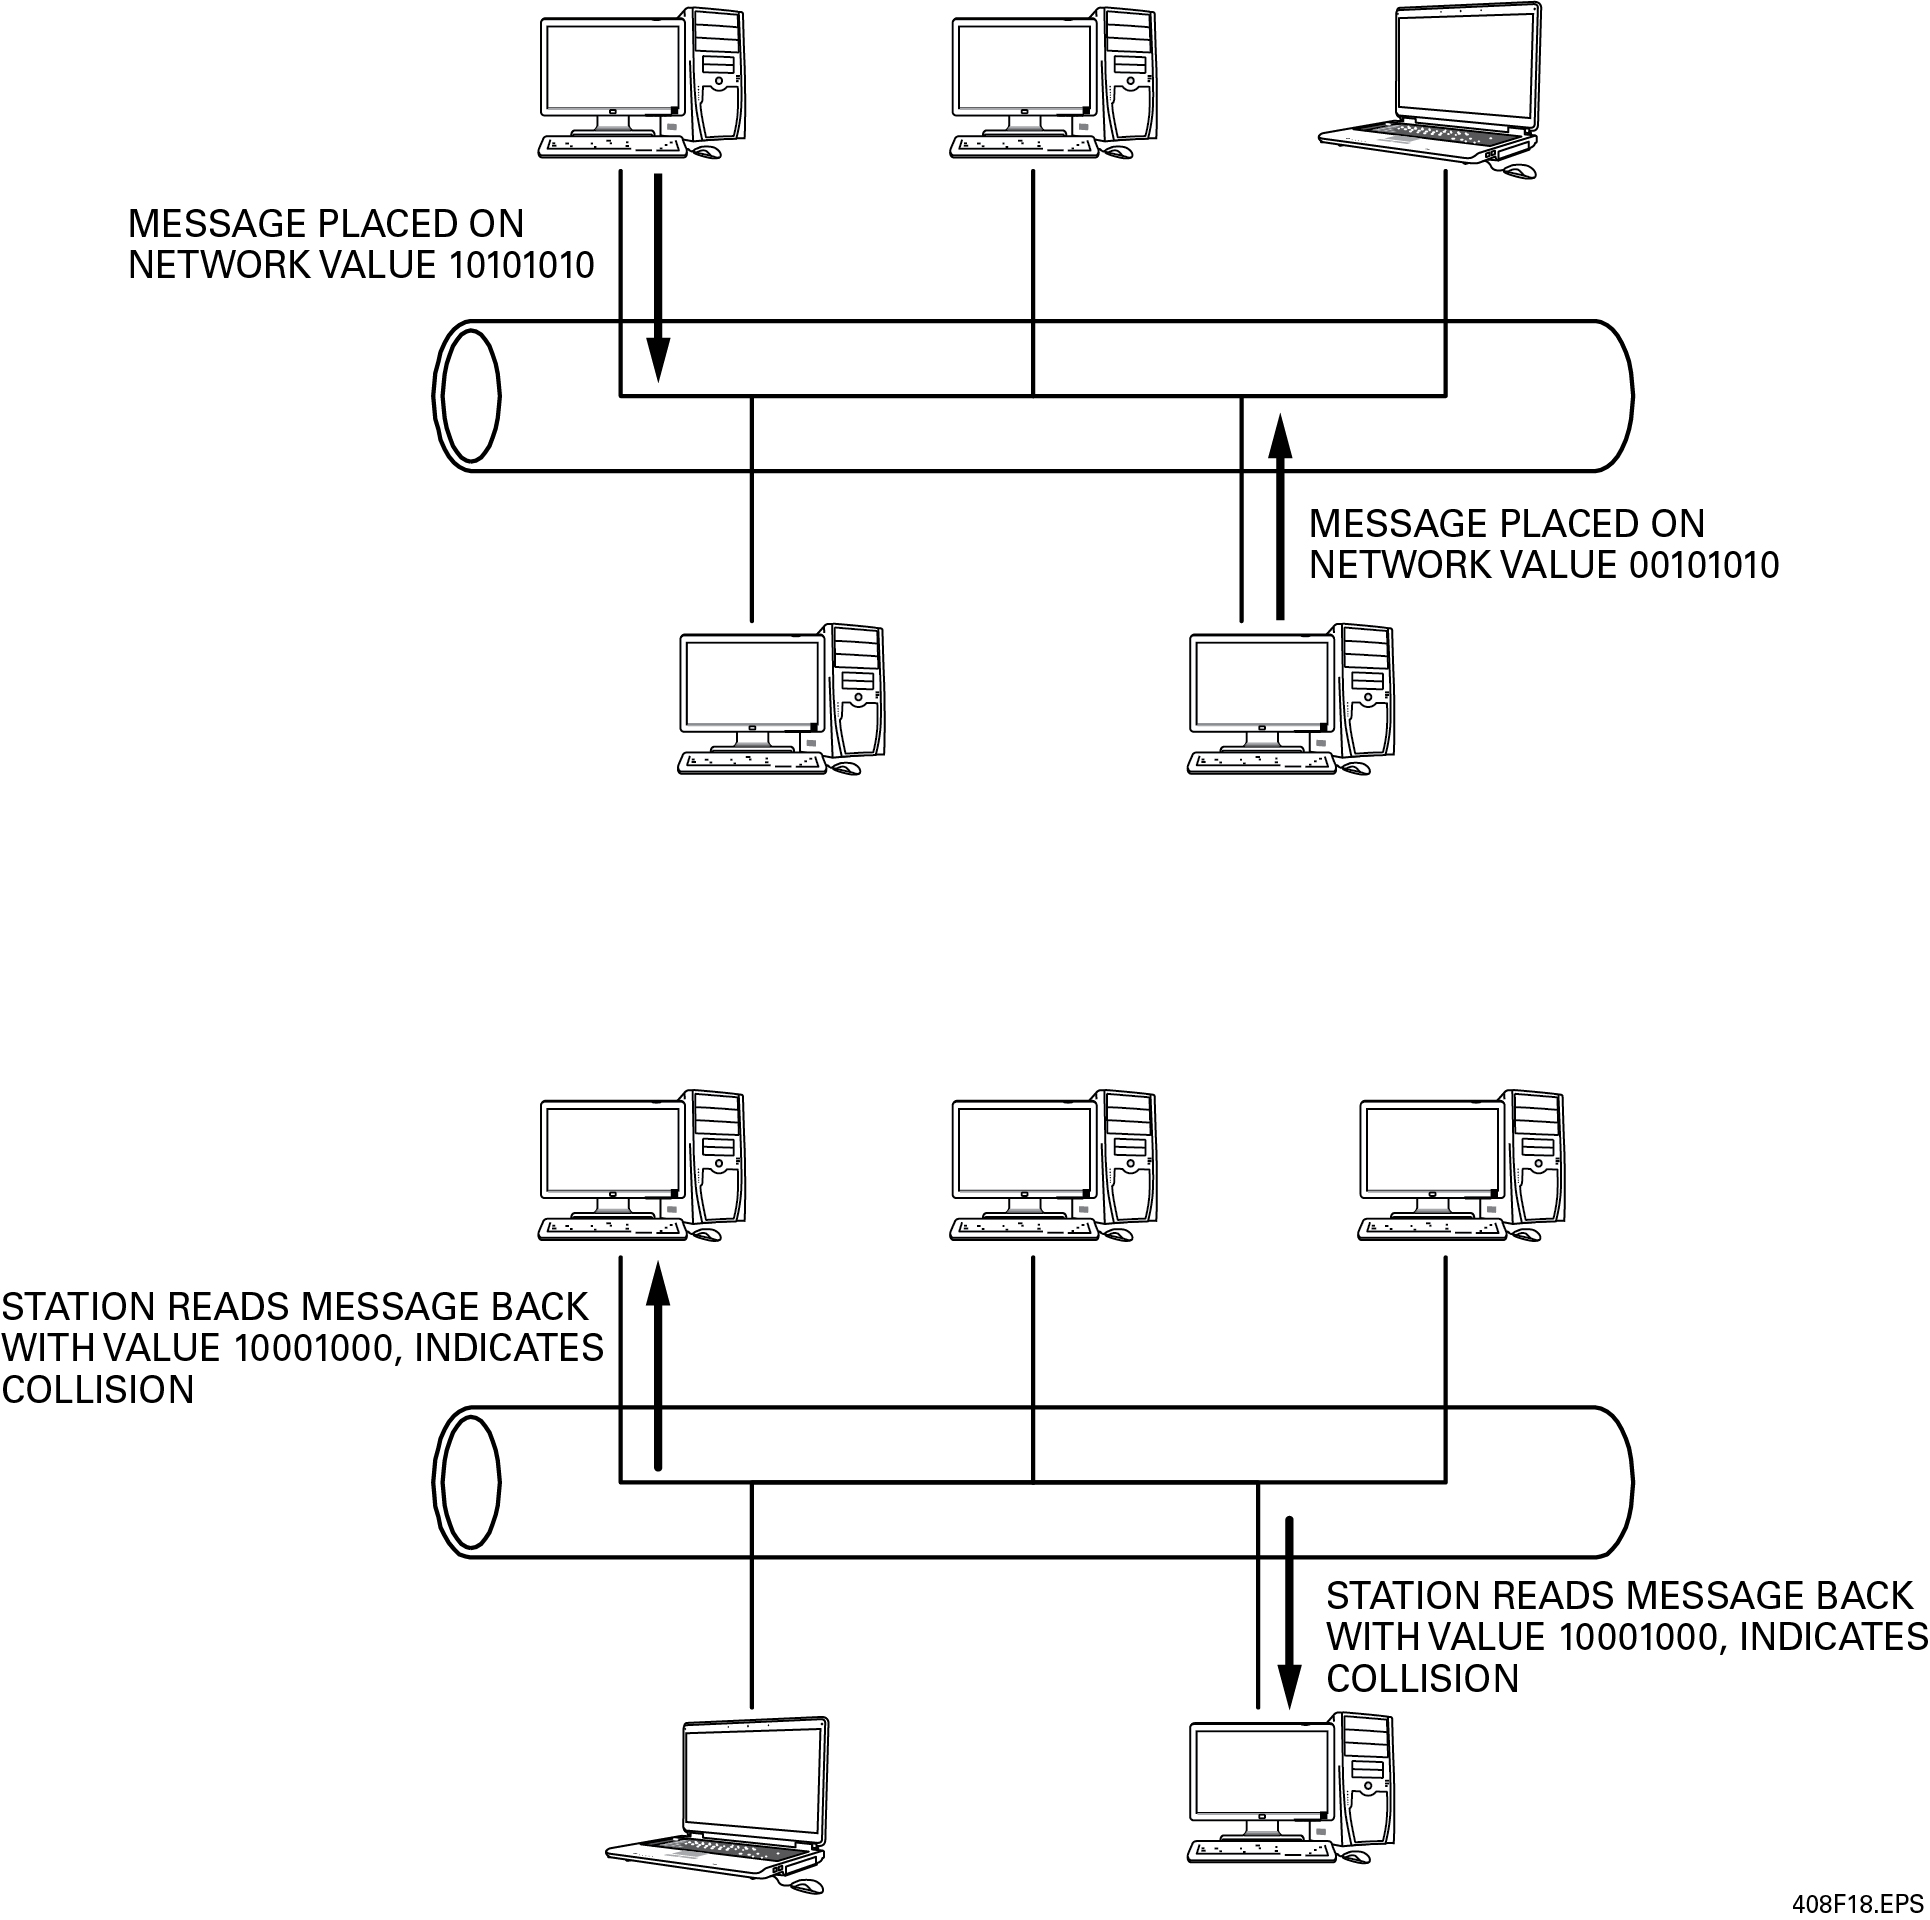 MESSAGE PLACED ON
NETWORK VALUE 10101010
MESSAGE PLACED ON
NETWORK VALUE 00101010
STATION READS MESSAGE BACK
WITH VALUE 10001000, INDICATES
COLLISION
STATION READS MESSAGE BACK
WITH VALUE 10001000, INDICATES
COLLISION
408F18.EPS